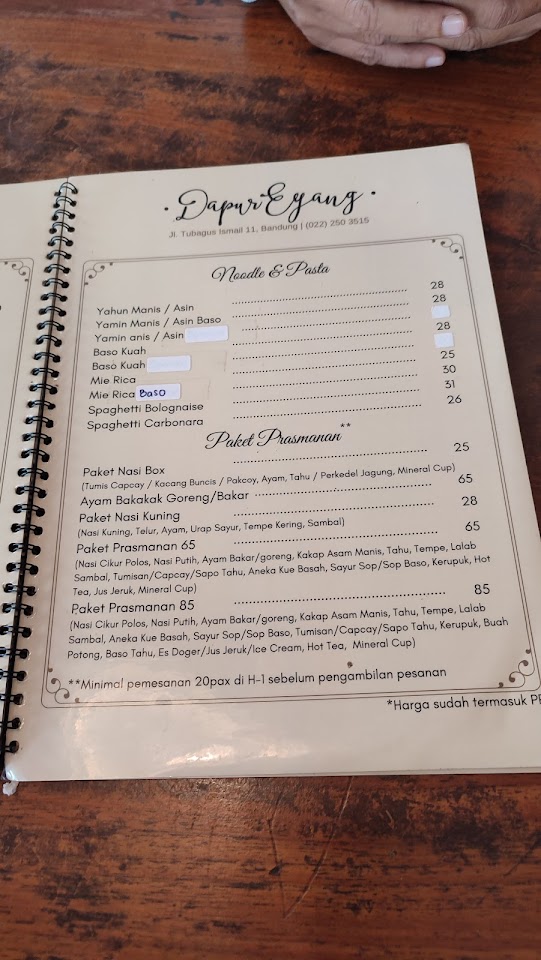 DapurEyang
Jl. Tubagus Ismail 11, Bandung | (022) 250 3515
Noodle & Pasta
Yahun Manis / Asin 28
Yamin Manis / Asin Baso 28
Yamin anis / Asin
Baso Kuah 28
Baso Kuah
Mie Rica 25
Mie Rica Baso 30
Spaghetti Bolognaise 31
Spaghetti Carbonara 26
Paket Prasmanan**
Paket Nasi Box 25
(Tumis Capcay / Kacang Buncis / Pakcoy, Ayam, Tahu / Perkedel Jagung, Mineral Cup)
Ayam Bakakak Goreng/Bakar 65
Paket Nasi Kuning 28
(Nasi Kuning, Telur, Ayam, Urap Sayur, Tempe Kering, Sambal)
Paket Prasmanan 65 65
(Nasi Cikur Polos, Nasi Putih, Ayam Bakar/goreng, Kakap Asam Manis, Tahu, Tempe, Lalab
Sambal, Tumisan/Capcay/Sapo Tahu, Aneka Kue Basah, Sayur Sop/Sop Baso, Kerupuk, Hot
Tea, Jus Jeruk, Mineral Cup)
Paket Prasmanan 85 85
(Nasi Cikur Polos, Nasi Putih, Ayam Bakar/goreng, Kakap Asam Manis, Tahu, Tempe, Lalab
Sambal, Aneka Kue Basah, Sayur Sop/Sop Baso, Tumisan/Capcay/Sapo Tahu, Kerupuk, Buah
Potong, Baso Tahu, Es Doger/Jus Jeruk/Ice Cream, Hot Tea, Mineral Cup)
**Minimal pemesanan 20pax di H-1 sebelum pengambilan pesanan
*Harga sudah termasuk